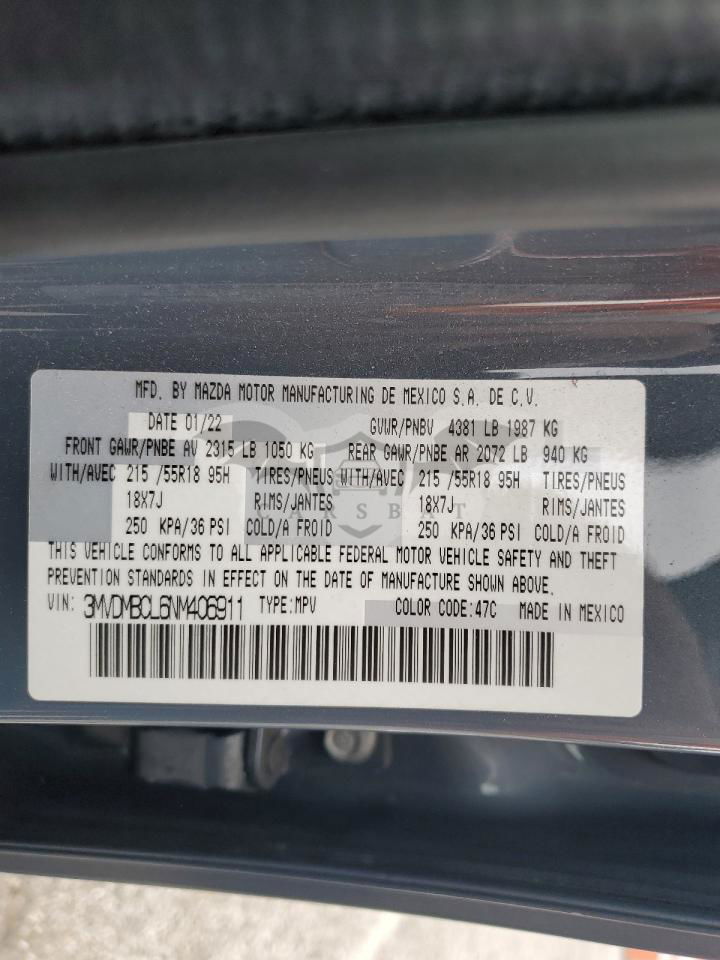 MFD. BY MAZDA MOTOR MANUFACTURING DE MEXICO S.A. DE C.V.
DATE 01/22 GVWR/PNBV 4381 LB 1987 KG
FRONT GAWR/PNBE AV 2315 LB 1050 KG REAR GAWR/PNBE AR 2072 LB 940 KG
WITH/AVEC 215 /55R18 95H TIRES/PNEUS WITH/AVEC 215 /55R18 95H TIRES/PNEUS
18X7J RIMS/JANTES 18X7J RIMS/JANTES
250 KPA/36 PSI COLD/A FROID 250 KPA/36 PSI COLD/A FROID
CARSBAT
THIS VEHICLE CONFORMS TO ALL APPLICABLE FEDERAL MOTOR VEHICLE SAFETY AND THEFT
PREVENTION STANDARDS IN EFFECT ON THE DATE OF MANUFACTURE SHOWN ABOVE.
VIN: 3MVDMBCL6NM406911 TYPE:MPV COLOR CODE:47C MADE IN MEXICO